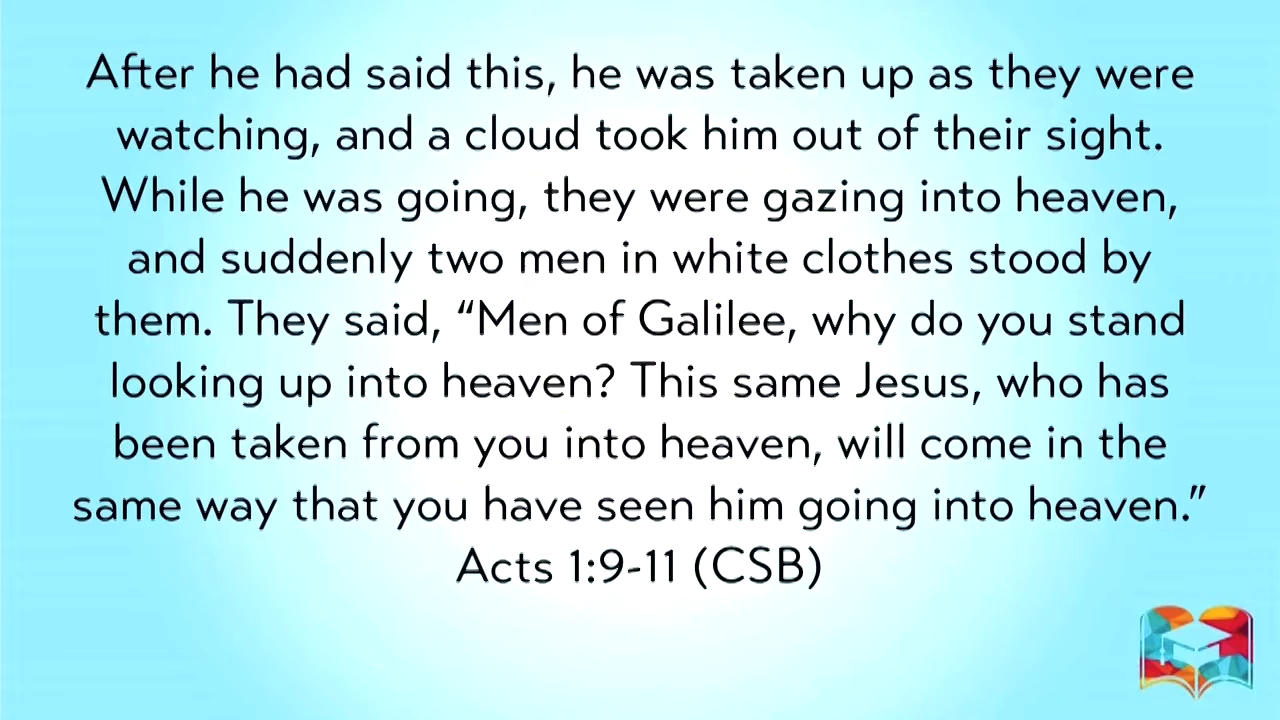 After he had said this, he was taken up as they were
watching, and a cloud took him out of their sight.
While he was going, they were gazing into heaven,
and suddenly two men in white clothes stood by
them. They said, “Men of Galilee, why do you stand
looking up into heaven? This same Jesus, who has
been taken from you into heaven, will come in the
same way that you have seen him going into heaven.”
Acts 1:9-11 (CSB)